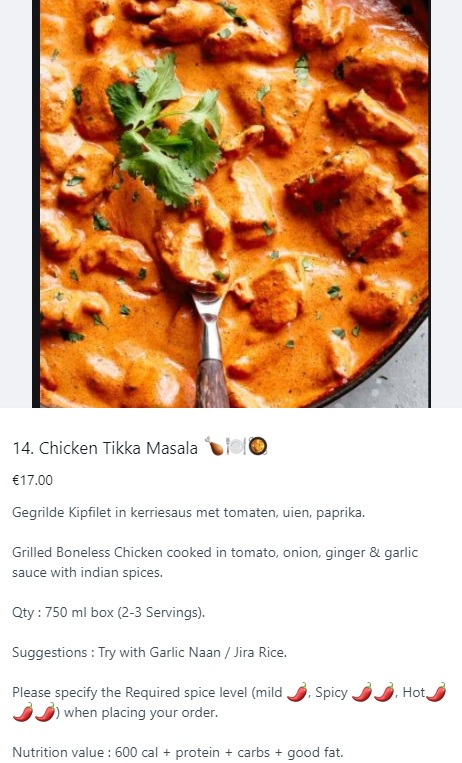 14. Chicken Tikka Masala 🍗🍽️🥘
€17.00
Gegrilde Kipfilet in kerriesaus met tomaten, uien, paprika.
Grilled Boneless Chicken cooked in tomato, onion, ginger & garlic
sauce with indian spices.
Qty : 750 ml box (2-3 Servings).
Suggestions : Try with Garlic Naan / Jira Rice.
Please specify the Required spice level (mild 🌶️, Spicy 🌶️🌶️, Hot🌶️
🌶️🌶️) when placing your order.
Nutrition value : 600 cal + protein + carbs + good fat.